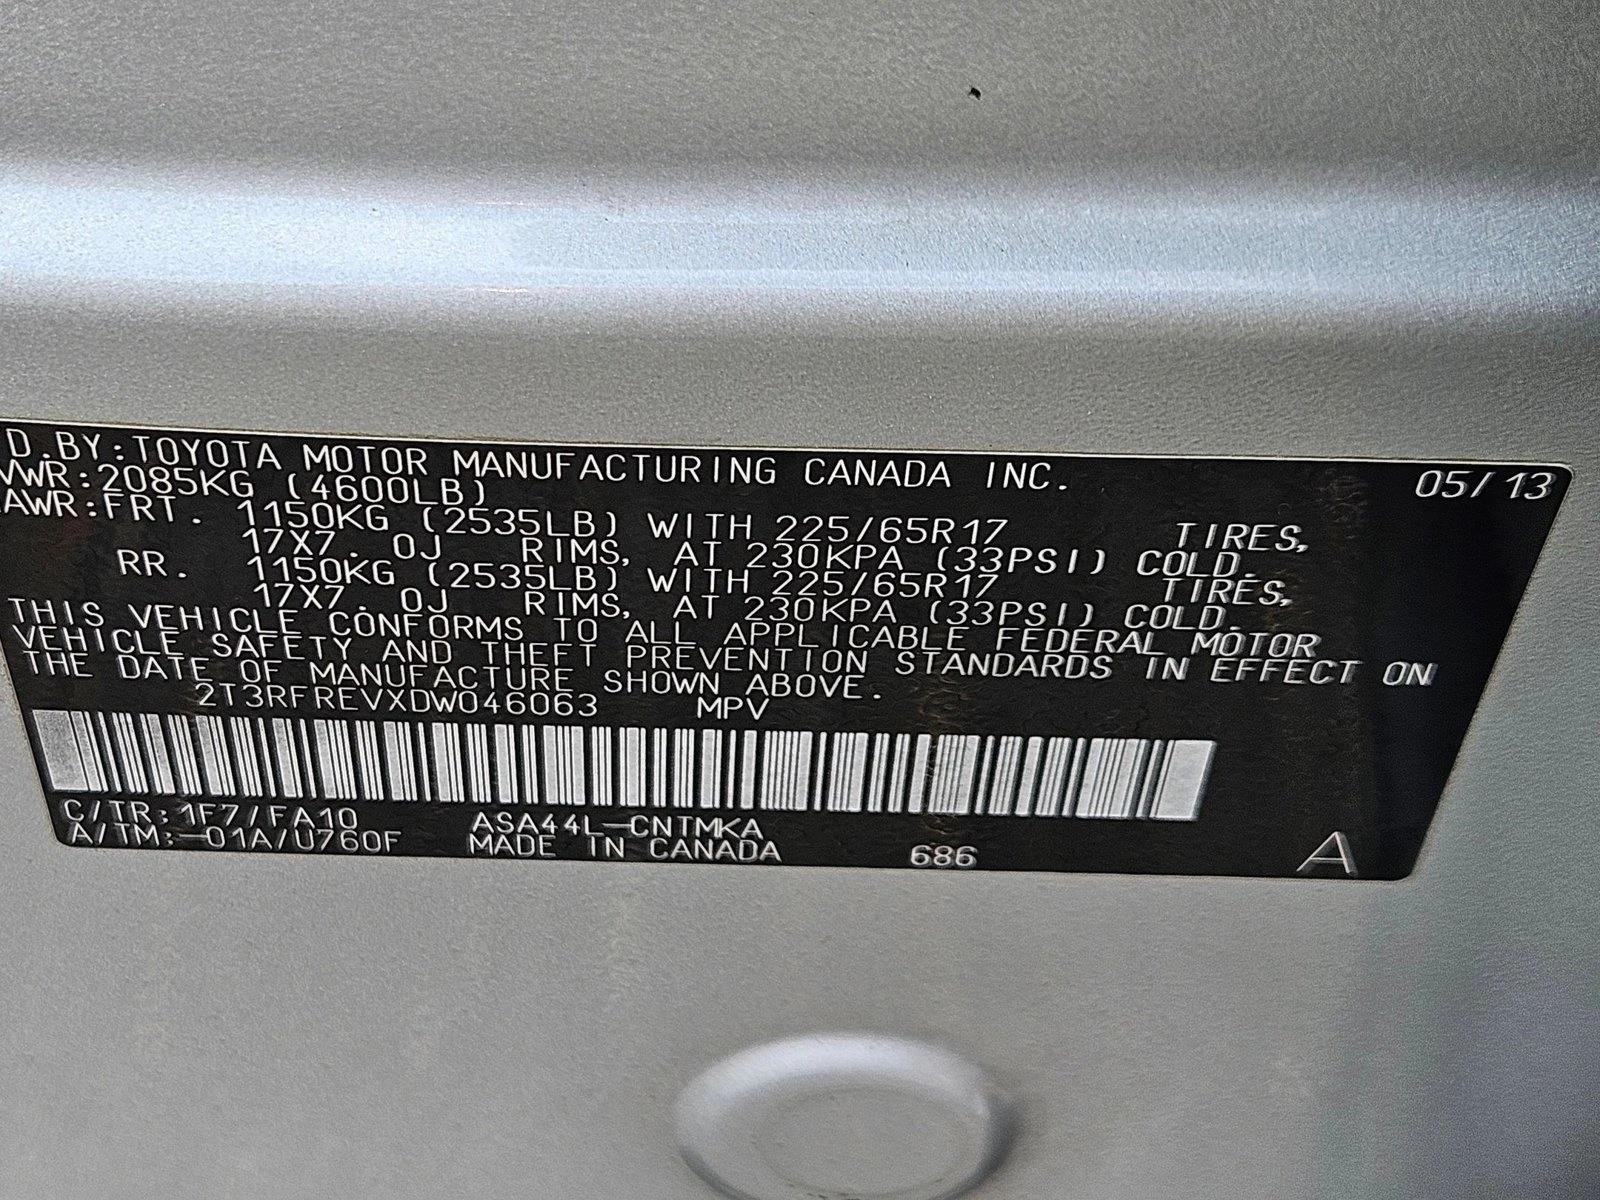 D.BY:TOYOTA MOTOR MANUFACTURING CANADA INC. 05/13
VWR:2085KG (4600LB)
AWR:FRT. 1150KG (2535LB) WITH 225/65R17 TIRES,
17X7.0J RIMS, AT 230KPA (33PSI) COLD.
RR. 1150KG (2535LB) WITH 225/65R17 TIRES,
17X7.0J RIMS, AT 230KPA (33PSI) COLD.
THIS VEHICLE CONFORMS TO ALL APPLICABLE FEDERAL MOTOR
VEHICLE SAFETY AND THEFT PREVENTION STANDARDS IN EFFECT ON
THE DATE OF MANUFACTURE SHOWN ABOVE.
2T3RFREVXDW046063 MPV
C/TR:1F7/FA10 ASA44L-CNTMKA
A/TM:-01A/U760F MADE IN CANADA 686 A